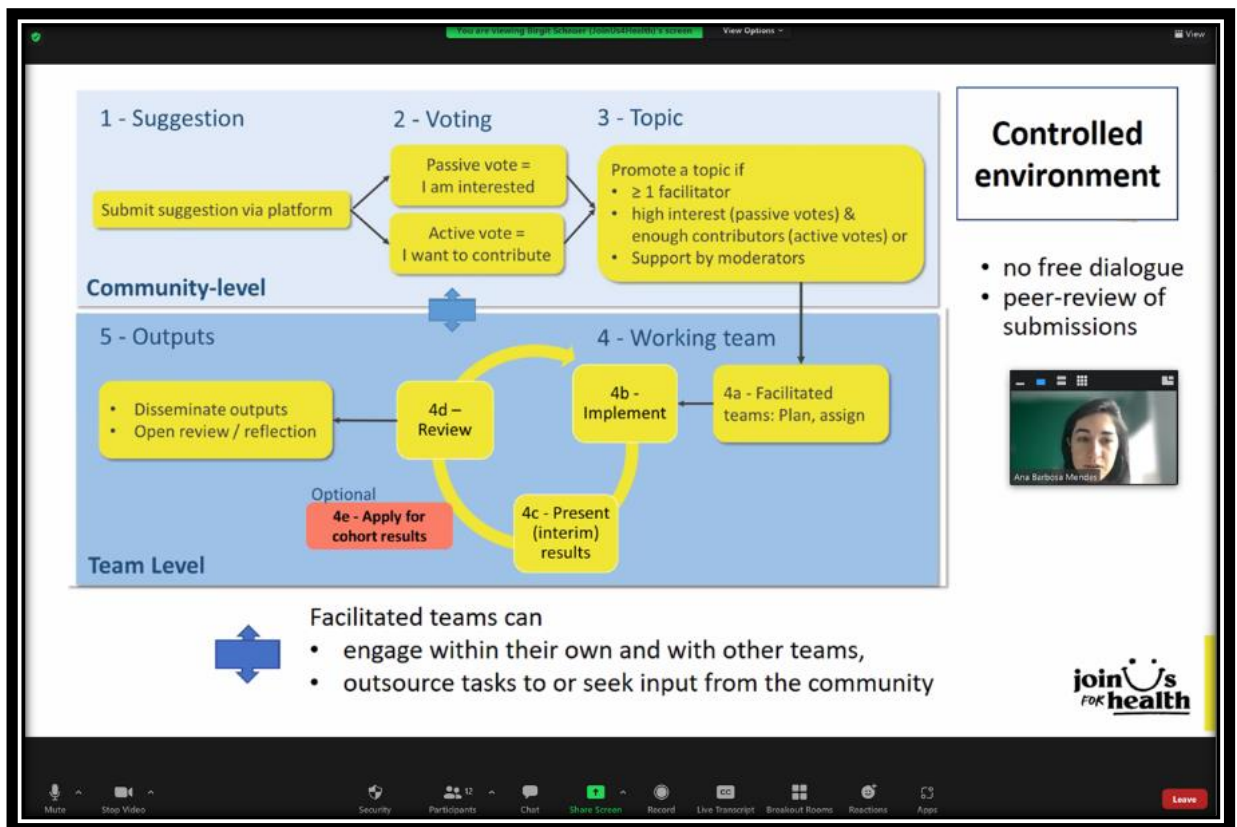 You are viewing Birgit Schauer (JoinUs4Health)'s screen
View Options
View
1 - Suggestion
2 - Voting
3 - Topic
Submit suggestion via platform
Passive vote =
I am interested
Active vote =
I want to contribute
Promote a topic if
• ≥ 1 facilitator
• high interest (passive votes) &
enough contributors (active votes) or
• Support by moderators
Community-level
5 - Outputs
4 - Working team
• Disseminate outputs
• Open review / reflection
4d –
Review
4b -
Implement
4a - Facilitated
teams: Plan, assign
Optional
4e - Apply for
cohort results
4c - Present
(interim)
results
Team Level
Controlled
environment
• no free dialogue
• peer-review of
submissions
Ana Barbosa Mendes
Facilitated teams can
• engage within their own and with other teams,
• outsource tasks to or seek input from the community
join Us
FOR health
Mute
Stop Video
Security
12
Participants
Chat
Share Screen
Record
CC
Live Transcript
Breakout Rooms
Reactions
Apps
Leave